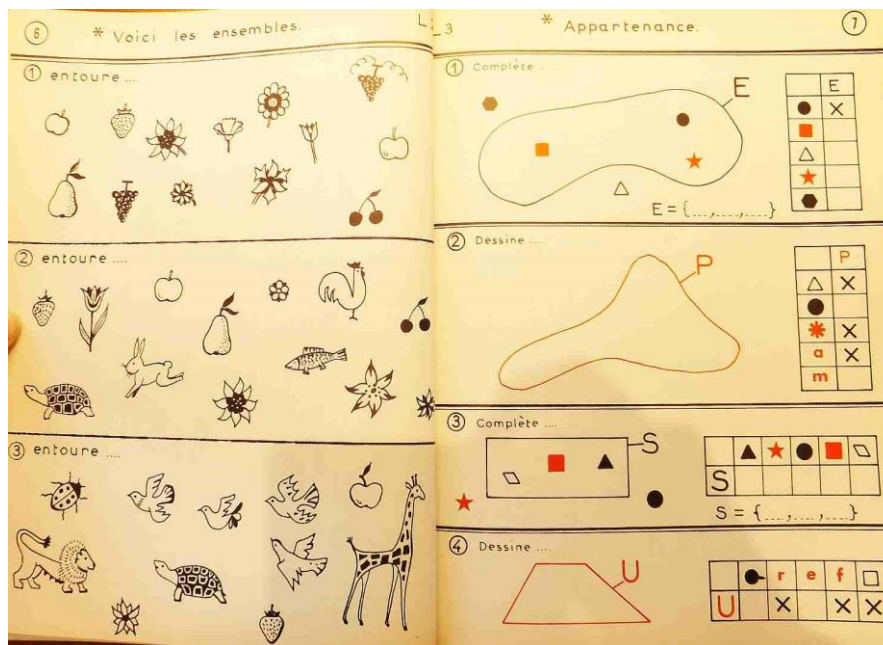 6 * Voici les ensembles. L
1 entoure ....
2 entoure ....
3 entoure ....
L3 * Appartenance. 7
1 Complète ....
E
E
X
E = {...., ...., ....}
2 Dessine ....
P
P
X
X
a X
m
3 Complète ....
S
S
S = {...., ...., ....}
4 Dessine ....
U
r e f
U X X X